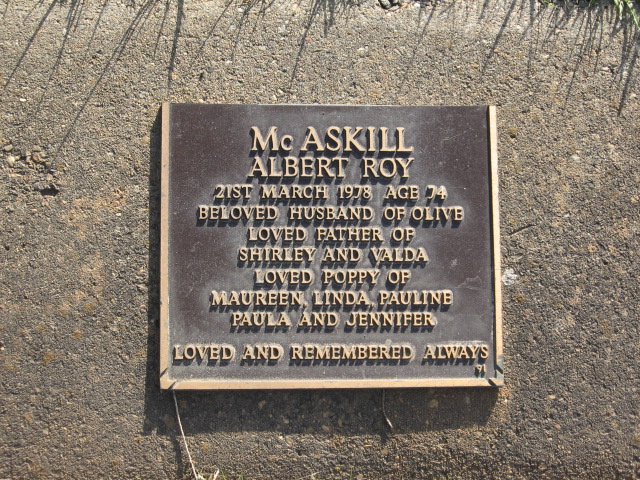 Mc ASKILL
ALBERT ROY
21ST MARCH 1978 AGE 74
BELOVED HUSBAND OF OLIVE
LOVED FATHER OF
SHIRLEY AND VALDA
LOVED POPPY OF
MAUREEN, LINDA, PAULINE
PAULA AND JENNIFER
LOVED AND REMEMBERED ALWAYS